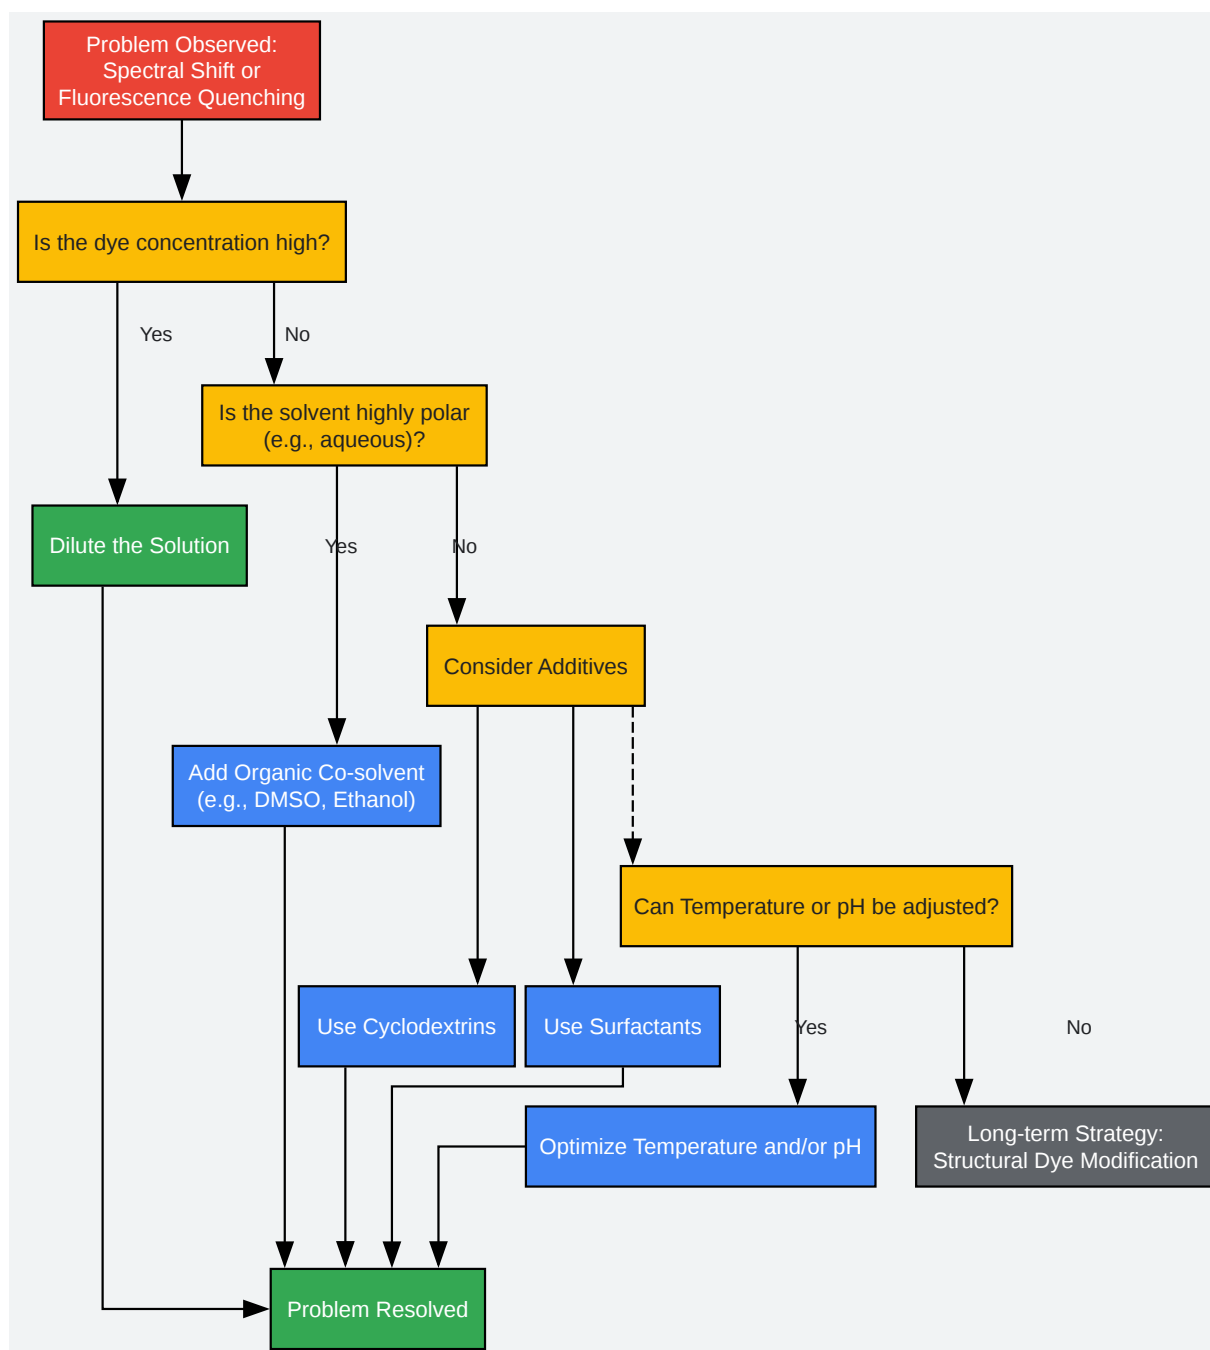 Problem Observed:
Spectral Shift or
Fluorescence Quenching
Is the dye concentration high?
Yes
No
Is the solvent highly polar
(e.g., aqueous)?
Dilute the Solution
Yes
No
Consider Additives
Add Organic Co-solvent
(e.g., DMSO, Ethanol)
Can Temperature or pH be adjusted?
Use Cyclodextrins
Use Surfactants
Yes
No
Optimize Temperature and/or pH
Long-term Strategy:
Structural Dye Modification
Problem Resolved